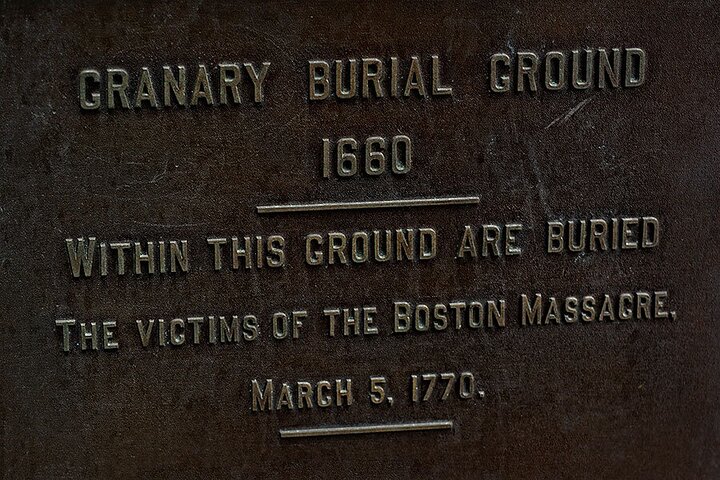 GRANARY BURIAL GROUND
1660
WITHIN THIS GROUND ARE BURIED
THE VICTIMS OF THE BOSTON MASSACRE,
MARCH 5, 1770.